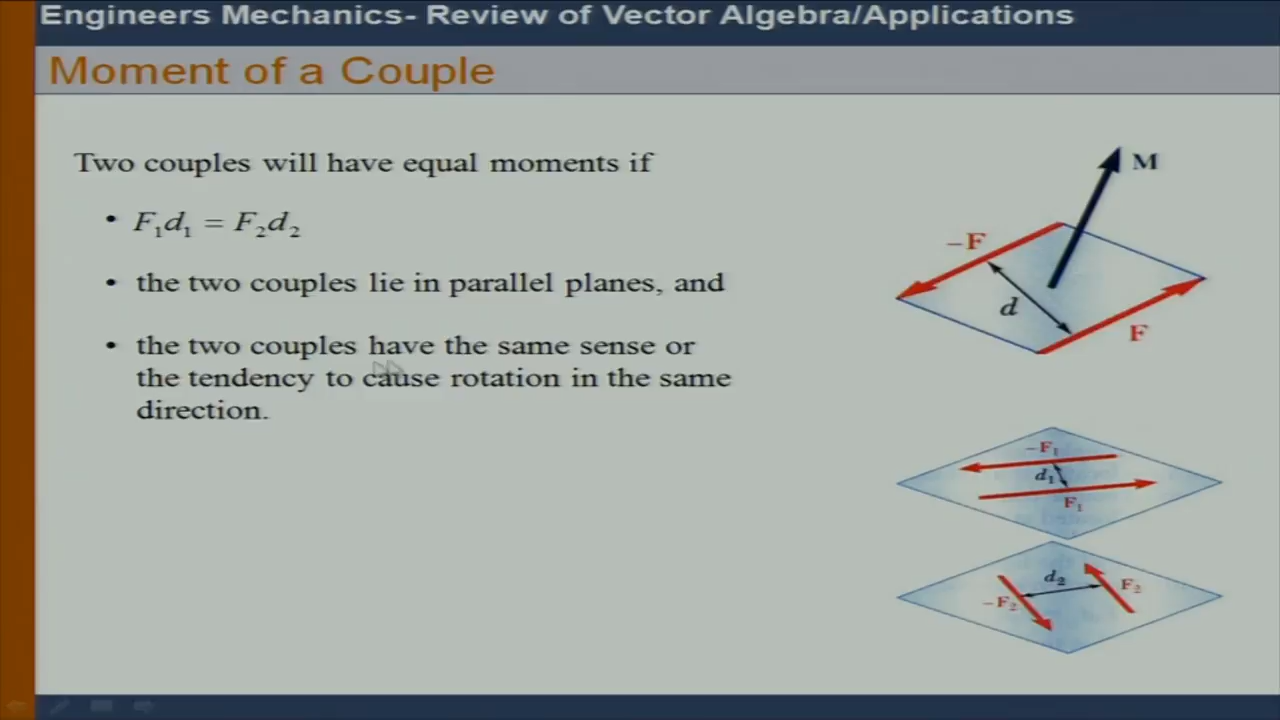 Engineers Mechanics- Review of Vector Algebra/Applications
Moment of a Couple
Two couples will have equal moments if
• F₁d₁ = F₂d₂
• the two couples lie in parallel planes, and
• the two couples have the same sense or
the tendency to cause rotation in the same
direction.
M
−F
d
F
−F₁
d₁
F₁
d₂
F₂
−F₂